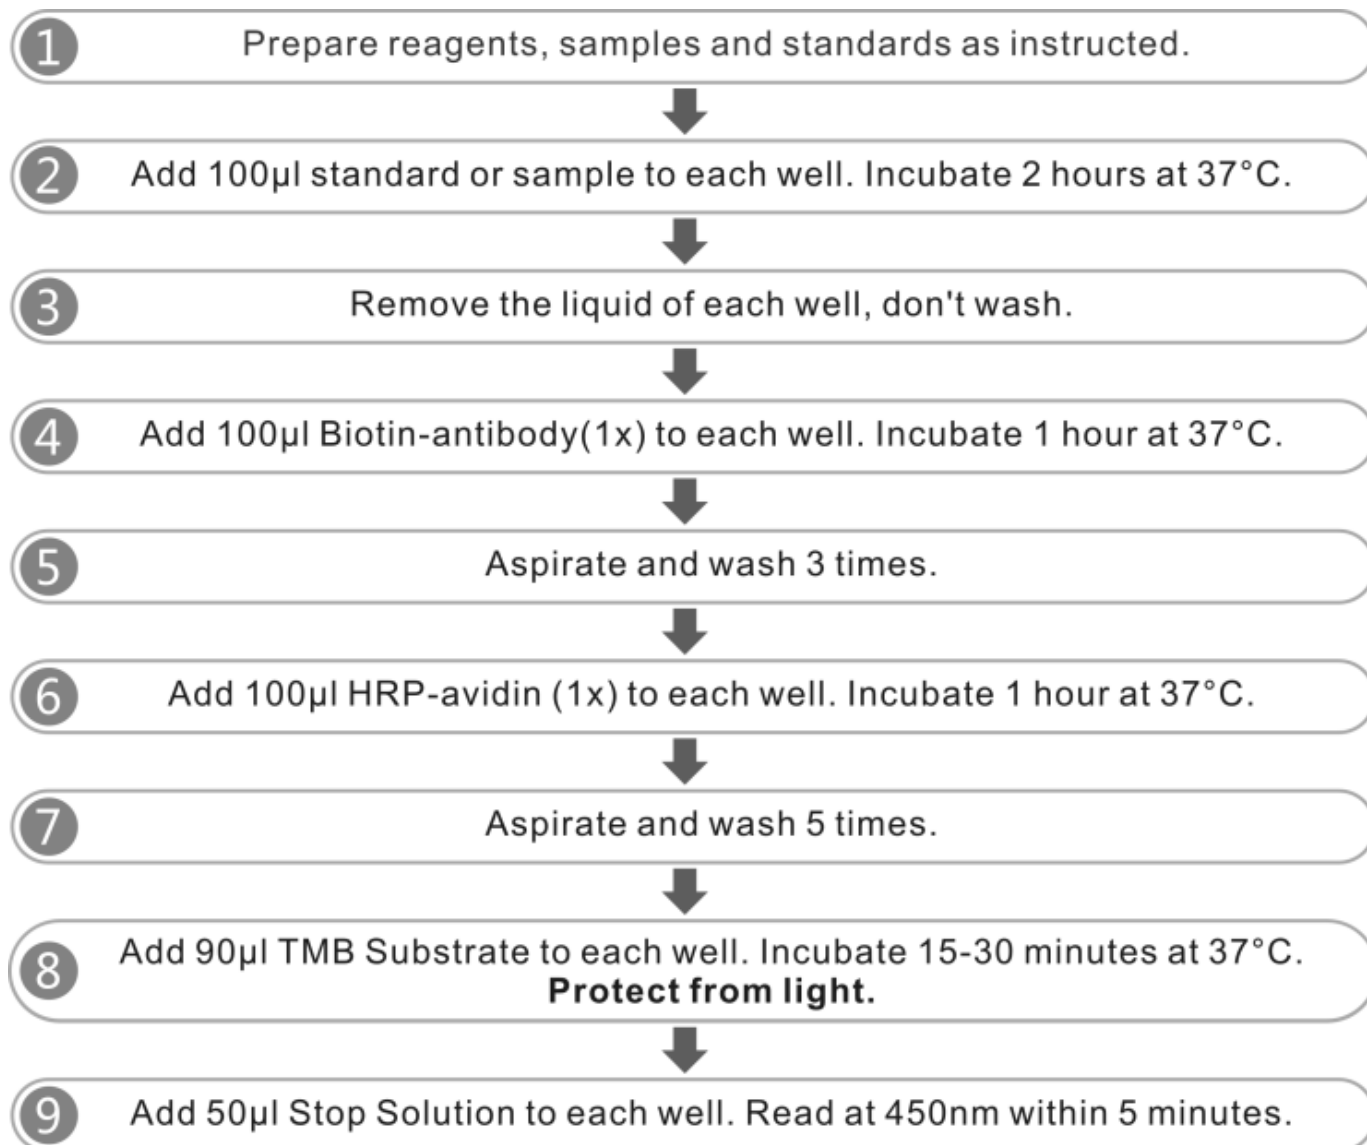 1 Prepare reagents, samples and standards as instructed.
2 Add 100µl standard or sample to each well. Incubate 2 hours at 37°C.
3 Remove the liquid of each well, don't wash.
4 Add 100µl Biotin-antibody(1x) to each well. Incubate 1 hour at 37°C.
5 Aspirate and wash 3 times.
6 Add 100µl HRP-avidin (1x) to each well. Incubate 1 hour at 37°C.
7 Aspirate and wash 5 times.
8 Add 90µl TMB Substrate to each well. Incubate 15-30 minutes at 37°C.
Protect from light.
9 Add 50µl Stop Solution to each well. Read at 450nm within 5 minutes.